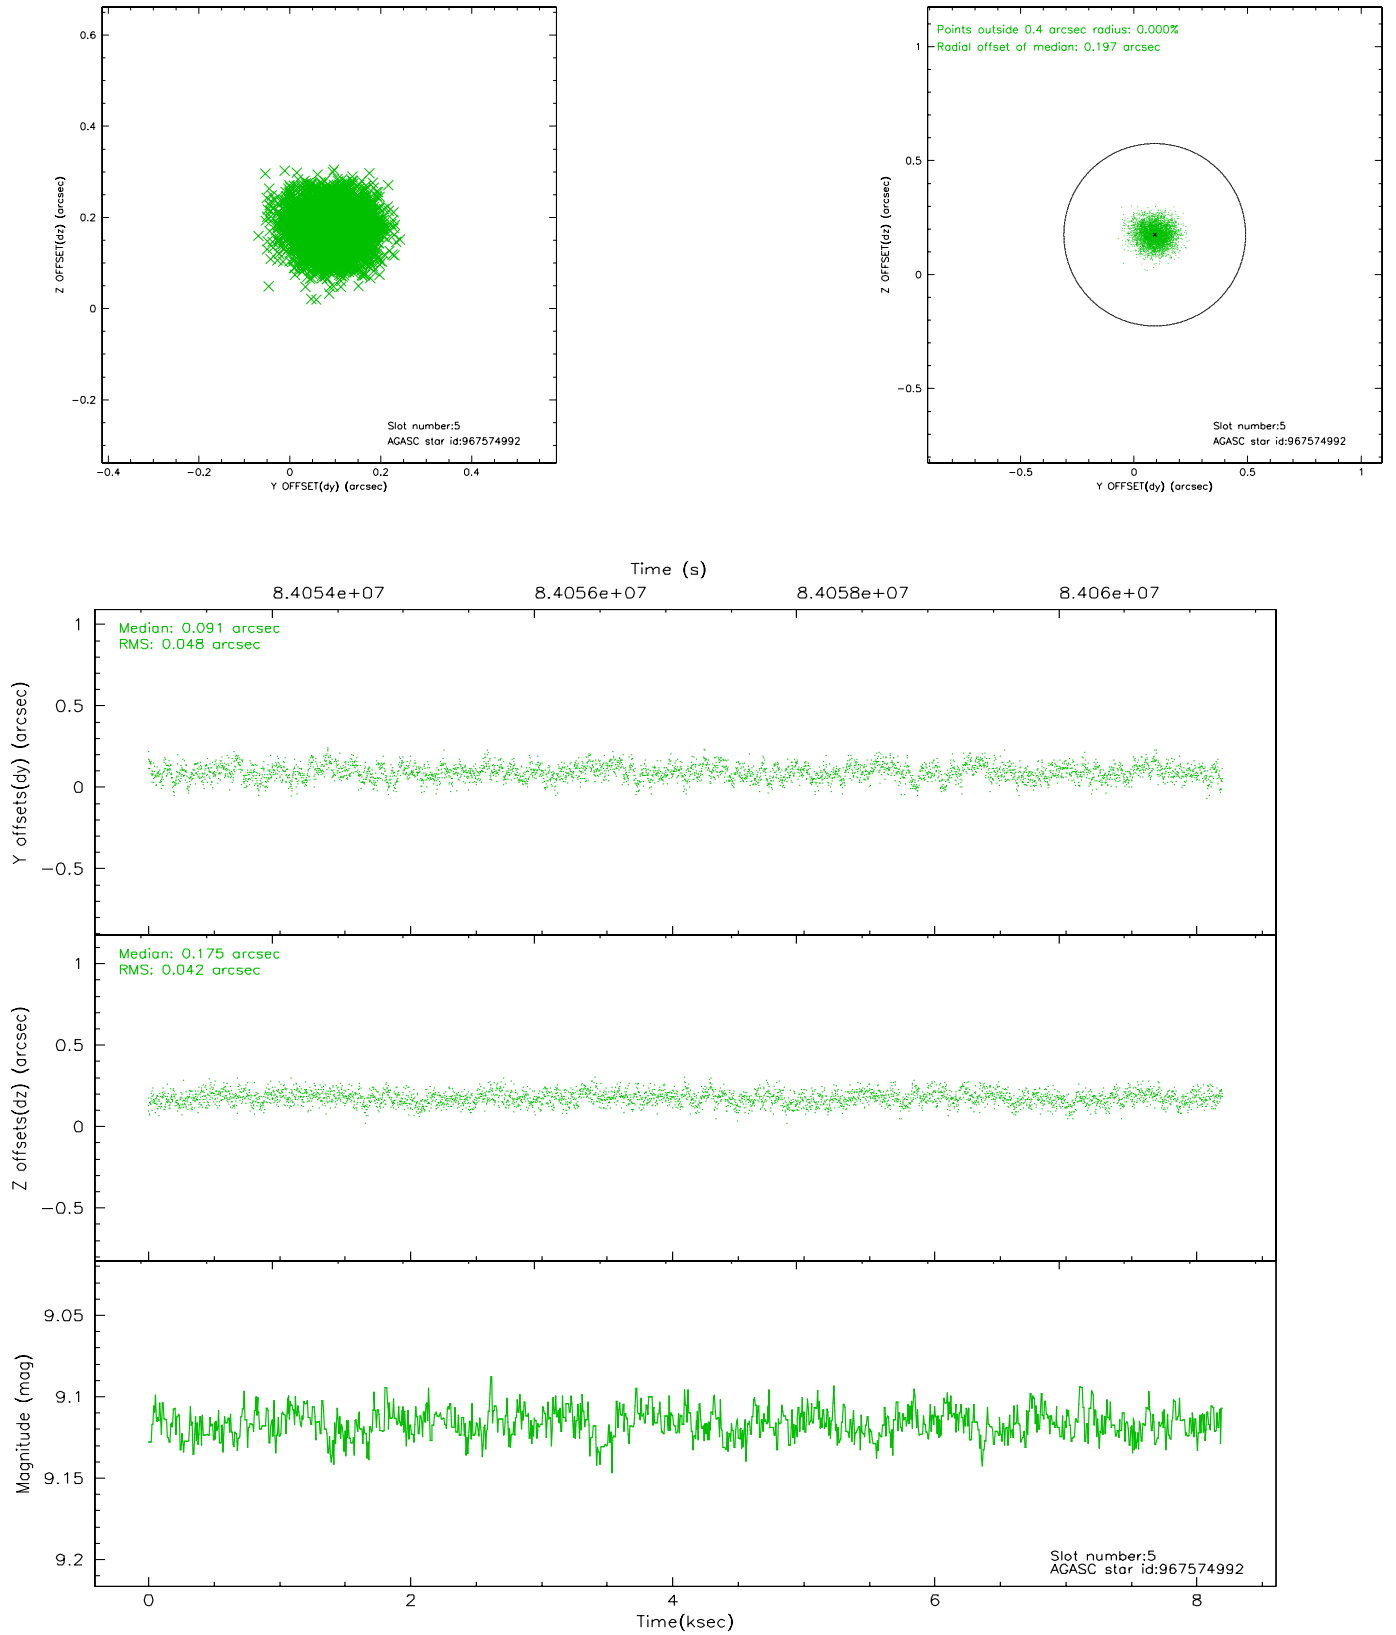 0.6
0.4
0.2
0
−0.2
Z OFFSET(dz) (arcsec)
Slot number:5
AGASC star id:967574992
−0.4 −0.2 0 0.2 0.4
Y OFFSET(dy) (arcsec)
Points outside 0.4 arcsec radius: 0.000%
Radial offset of median: 0.197 arcsec
1
0.5
0
−0.5
Z OFFSET(dz) (arcsec)
Slot number:5
AGASC star id:967574992
−0.5 0 0.5 1
Y OFFSET(dy) (arcsec)
Time (s)
8.4054e+07 8.4056e+07 8.4058e+07 8.406e+07
Median: 0.091 arcsec
RMS: 0.048 arcsec
1
0.5
0
−0.5
Y offsets(dy) (arcsec)
Median: 0.175 arcsec
RMS: 0.042 arcsec
1
0.5
0
−0.5
Z offsets(dz) (arcsec)
9.05
9.1
9.15
9.2
Magnitude (mag)
Slot number:5
AGASC star id:967574992
0 2 4 6 8
Time(ksec)